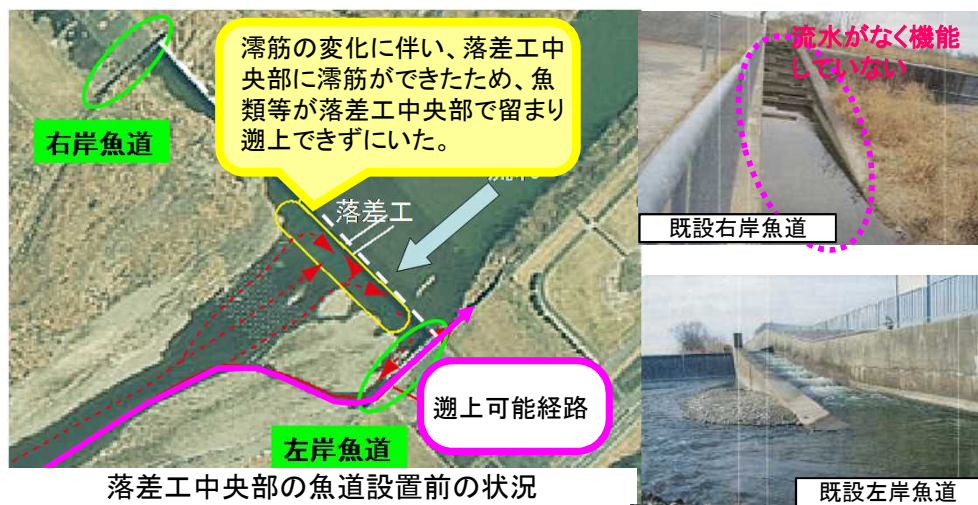 澪筋の変化に伴い、落差工中
央部に澪筋ができたため、魚
類等が落差工中央部で留まり
遡上できずにいた。
右岸魚道
落差工
遡上可能経路
左岸魚道
落差工中央部の魚道設置前の状況
流水がなく機能
していない
既設右岸魚道
既設左岸魚道